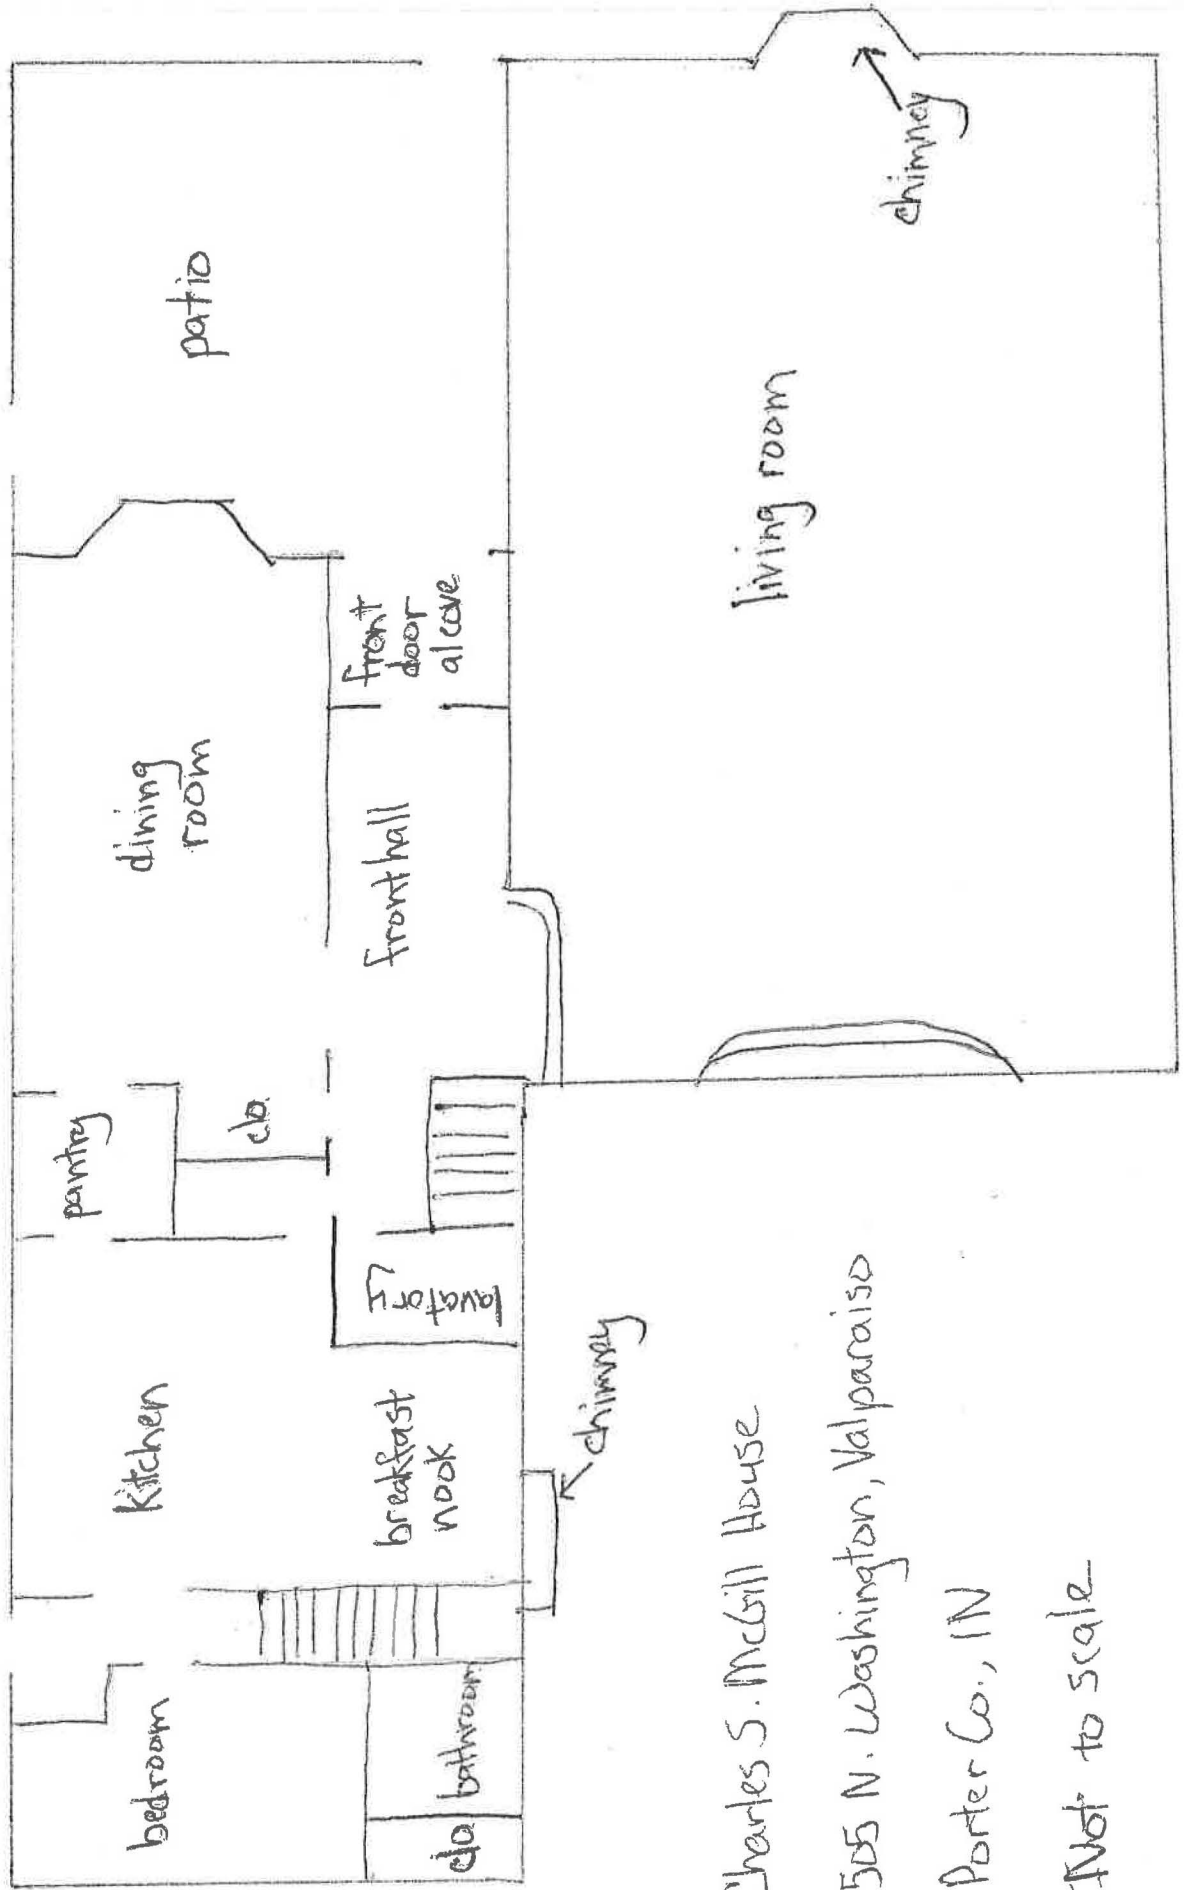 pantry
bedroom
Kitchen
dining
room
patio
clo.
breakfast
nook
lavatory
front hall
front
door
alcove
clo
bathroom
chimney
living room
chimney
Charles S. McGill House
505 N. Washington, Valparaiso
Porter Co., IN
*Not to scale